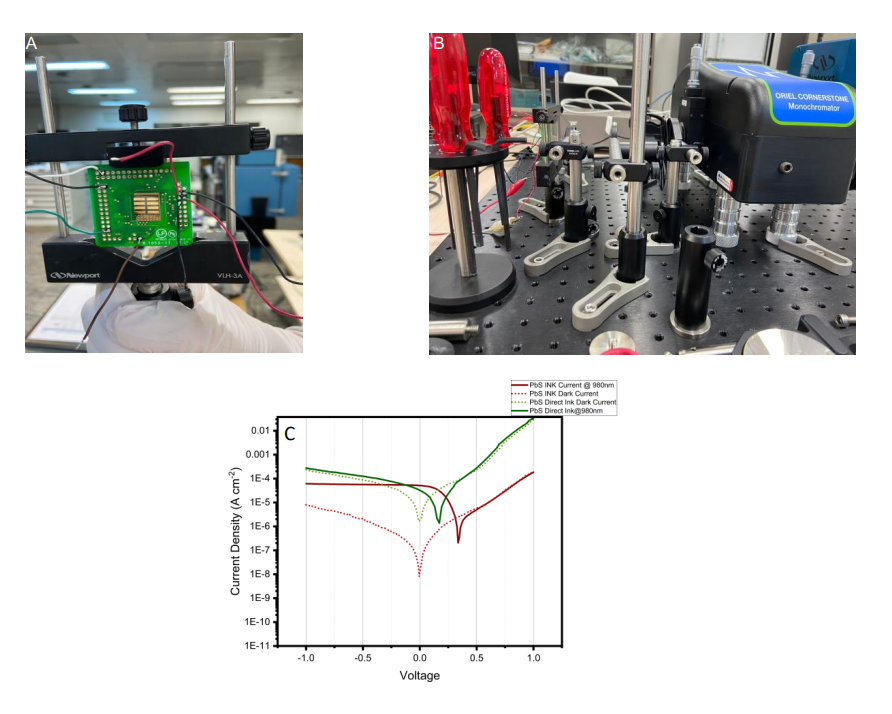 A
Newport
VLH-3A
B
ORIEL CORNERSTONE
Monochromator
PbS INK Current @ 980nm
PbS INK Dark Current
PbS Direct Ink Dark Current
PbS Direct Ink@980nm
C
0.01
0.001
1E-4
1E-5
1E-6
1E-7
1E-8
1E-9
1E-10
1E-11
Current Density (A cm⁻²)
-1.0 -0.5 0.0 0.5 1.0
Voltage